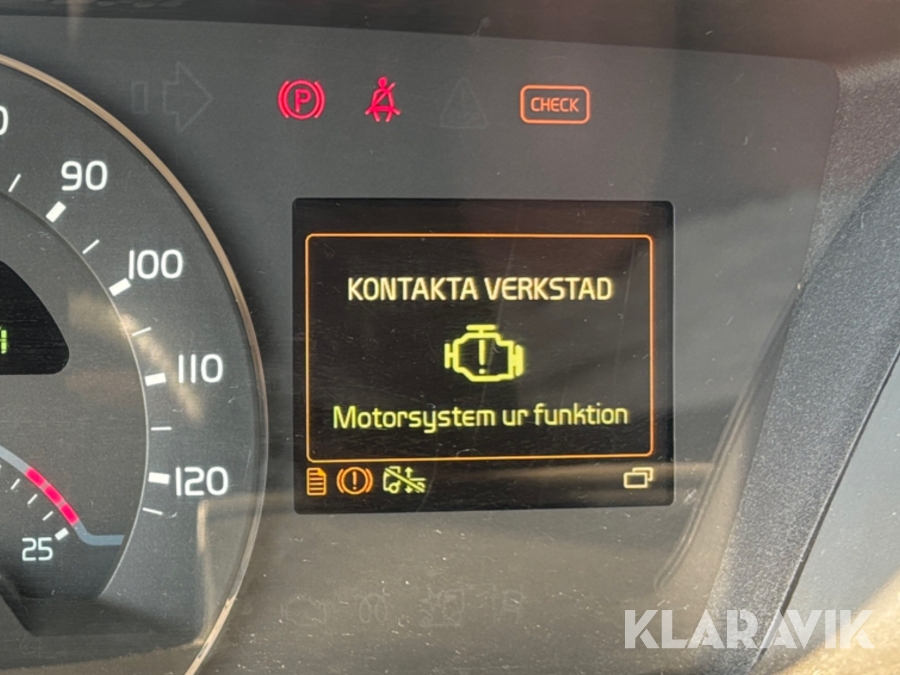 P
CHECK
90
100
110
120
25
KONTAKTA VERKSTAD
Motorsystem ur funktion
KLARAVIK